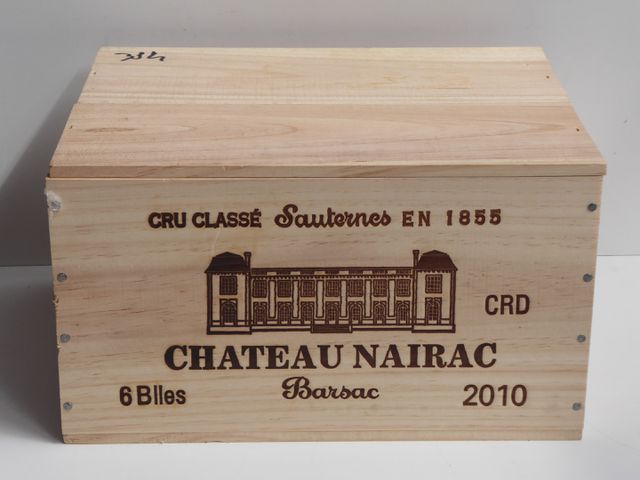 CRU CLASSÉ Sauternes EN 1855
CRD
CHATEAU NAIRAC
Barsac
6 Blles 2010